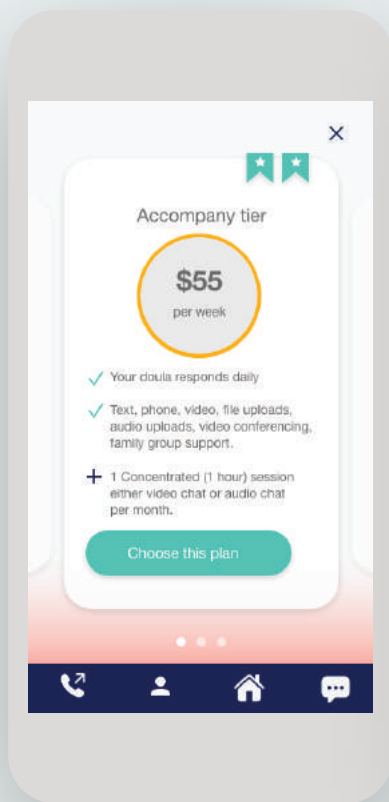 Accompany tier
$55
per week
Your doula responds daily
Text, phone, video, file uploads,
audio uploads, video conferencing,
family group support.
1 Concentrated (1 hour) session
either video chat or audio chat
per month.
Choose this plan